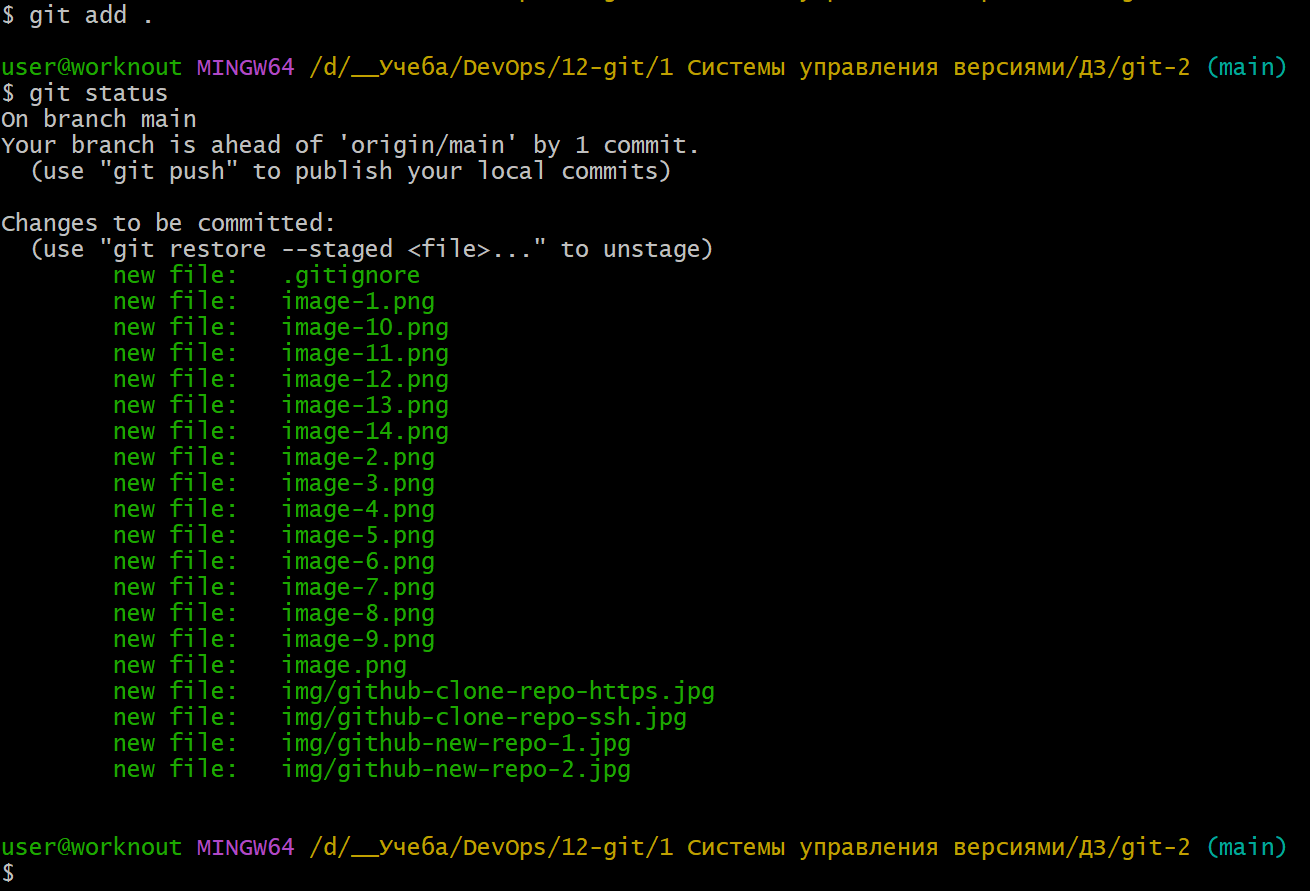 $ git add .
user@worknout MINGW64 /d/__Учеба/DevOps/12-git/1 Системы управления версиями/ДЗ/git-2 (main)
$ git status
On branch main
Your branch is ahead of 'origin/main' by 1 commit.
  (use "git push" to publish your local commits)
Changes to be committed:
  (use "git restore --staged <file>..." to unstage)
        new file:   .gitignore
        new file:   image-1.png
        new file:   image-10.png
        new file:   image-11.png
        new file:   image-12.png
        new file:   image-13.png
        new file:   image-14.png
        new file:   image-2.png
        new file:   image-3.png
        new file:   image-4.png
        new file:   image-5.png
        new file:   image-6.png
        new file:   image-7.png
        new file:   image-8.png
        new file:   image-9.png
        new file:   image.png
        new file:   img/github-clone-repo-https.jpg
        new file:   img/github-clone-repo-ssh.jpg
        new file:   img/github-new-repo-1.jpg
        new file:   img/github-new-repo-2.jpg
user@worknout MINGW64 /d/__Учеба/DevOps/12-git/1 Системы управления версиями/ДЗ/git-2 (main)
$